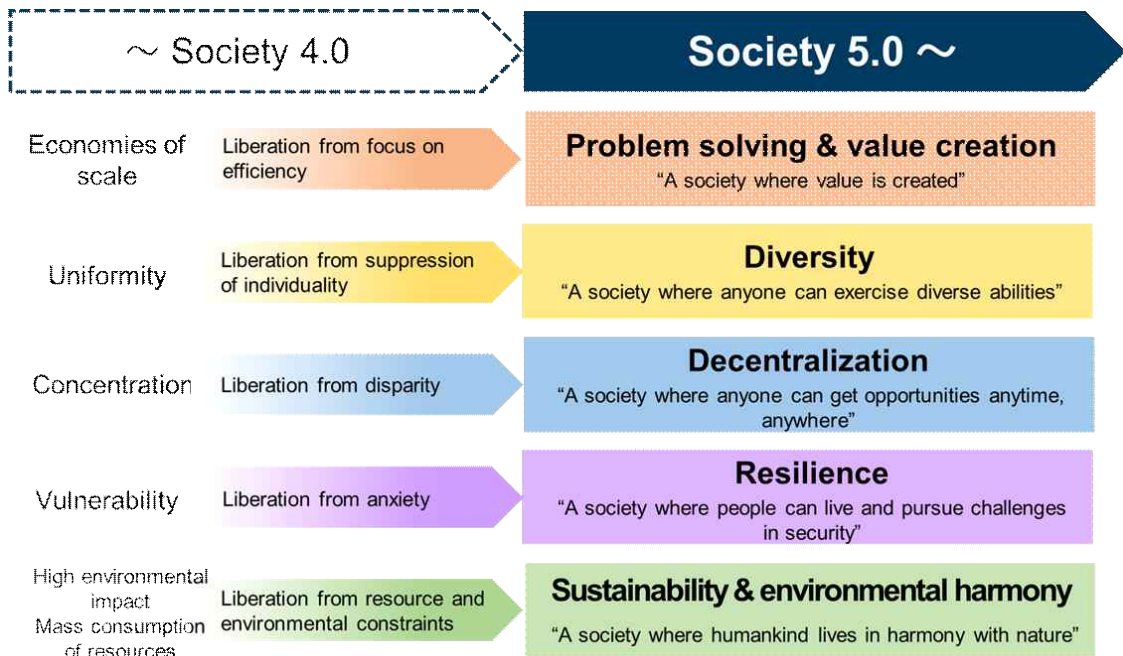 ～ Society 4.0
Society 5.0 ～
Economies of
scale
Liberation from focus on
efficiency
Problem solving & value creation
“A society where value is created”
Uniformity
Liberation from suppression
of individuality
Diversity
“A society where anyone can exercise diverse abilities”
Concentration
Liberation from disparity
Decentralization
“A society where anyone can get opportunities anytime,
anywhere”
Vulnerability
Liberation from anxiety
Resilience
“A society where people can live and pursue challenges
in security”
High environmental
impact
Mass consumption
of resources
Liberation from resource and
environmental constraints
Sustainability & environmental harmony
“A society where humankind lives in harmony with nature”